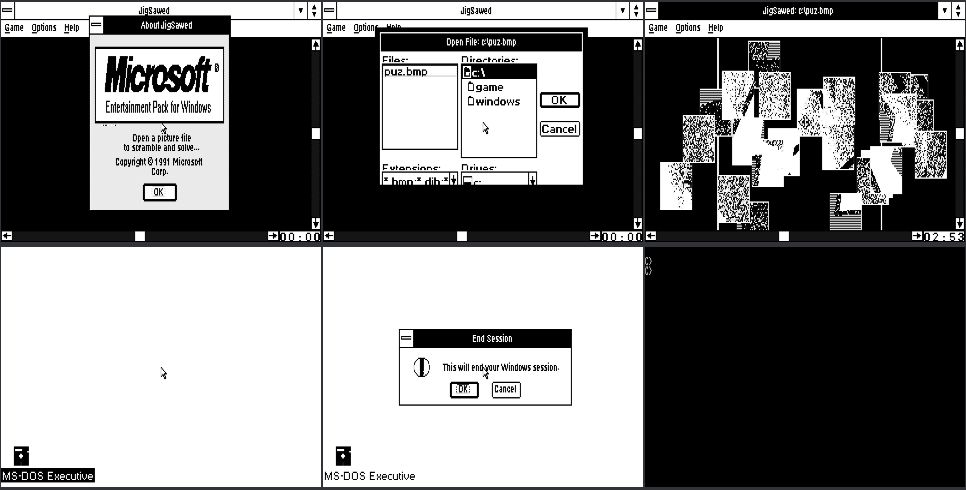 JigSawed
Game Options Help
About JigSawed
Microsoft®
Entertainment Pack for Windows
Open a picture file
to scramble and solve...
Copyright © 1991 Microsoft
Corp.
OK
00:00
JigSawed
Game Options Help
Open File: c:\puz.bmp
Files: Directories:
puz.bmp
c:\
game
windows
OK
Cancel
Extensions: Drives:
*.bmp;*.dib;*
c:
00:00
JigSawed: c:\puz.bmp
Game Options Help
02:53
MS-DOS Executive
End Session
This will end your Windows session.
OK Cancel
MS-DOS Executive